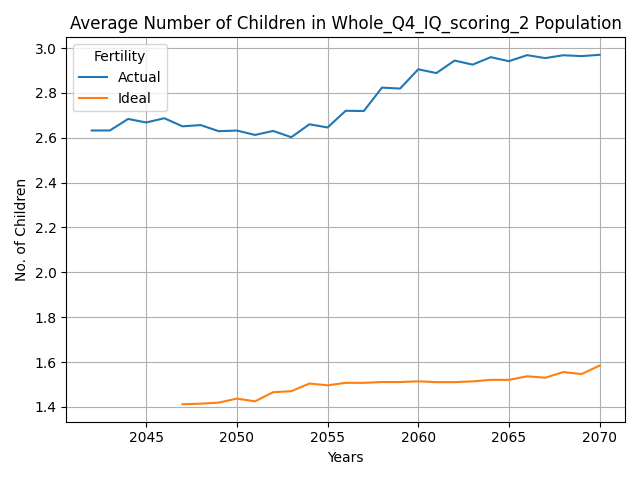 Average Number of Children in Whole_Q4_IQ_scoring_2 Population
3.0
2.8
2.6
2.4
2.2
2.0
1.8
1.6
1.4
No. of Children
Fertility
Actual
Ideal
2045 2050 2055 2060 2065 2070
Years